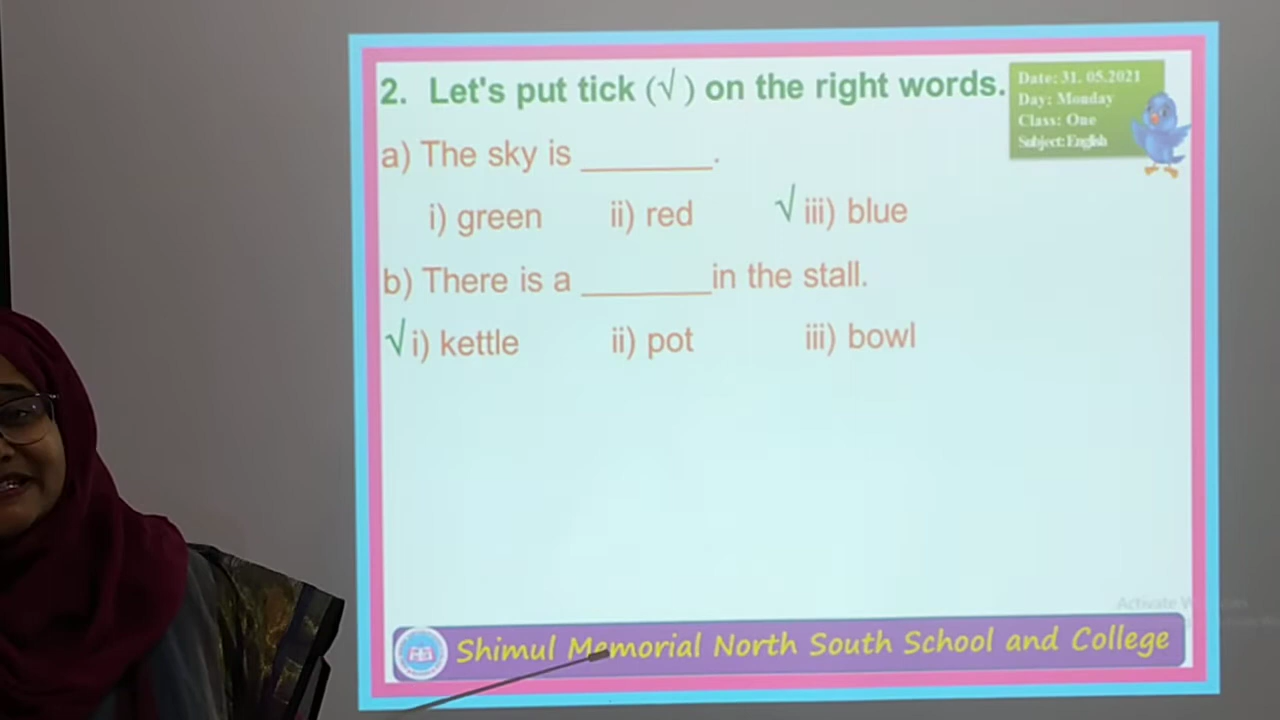 2. Let's put tick (√ ) on the right words.
Date: 31. 05.2021
Day: Monday
Class: One
Subject: English
a) The sky is ________.
i) green ii) red √ iii) blue
b) There is a ________in the stall.
√ i) kettle ii) pot iii) bowl
Activate
Shimul Memorial North South School and College